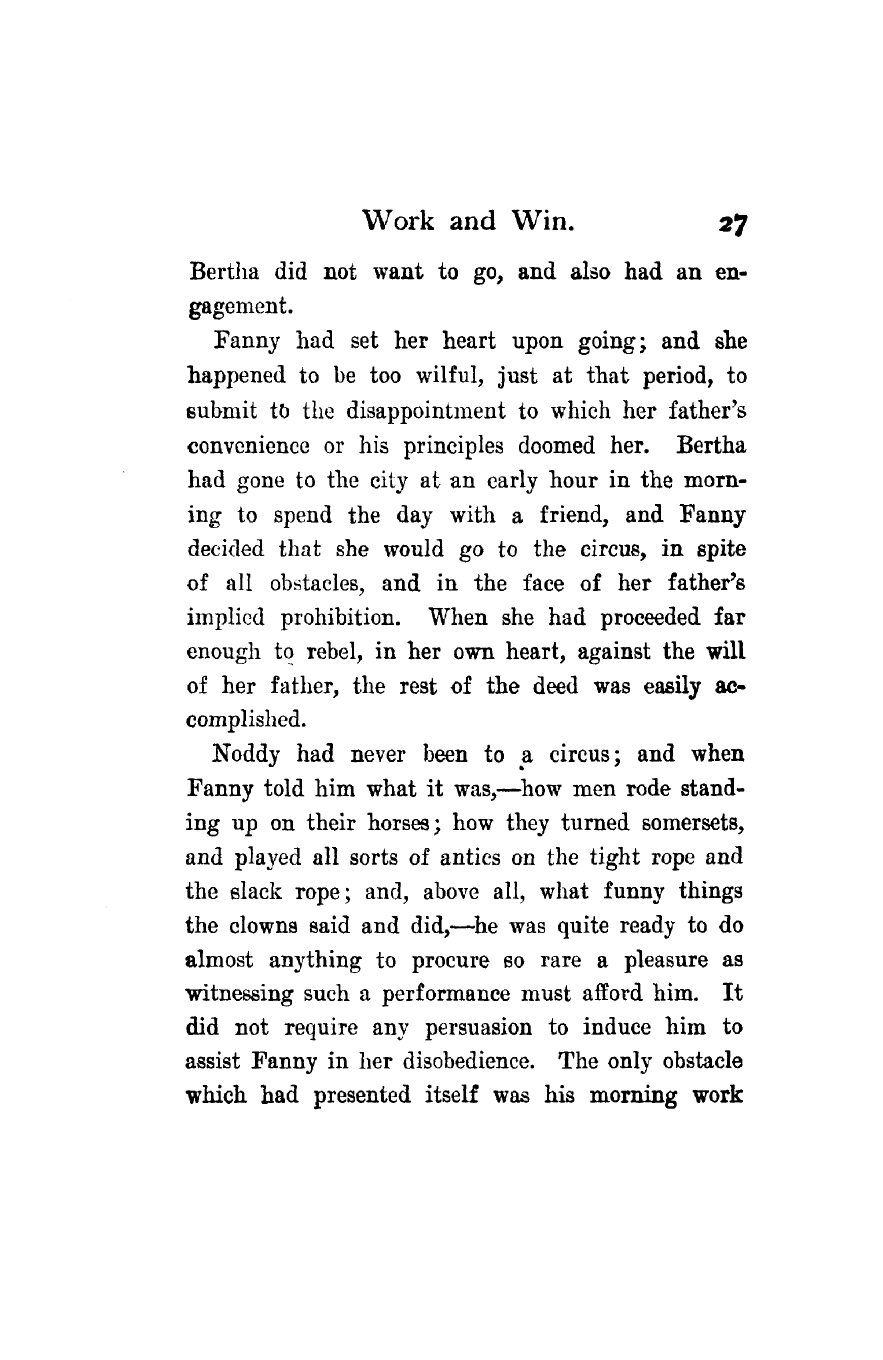 Work and Win. 27
Bertha did not want to go, and also had an en-
gagement.
Fanny had set her heart upon going; and she
happened to be too wilful, just at that period, to
submit to the disappointment to which her father's
convenience or his principles doomed her. Bertha
had gone to the city at an early hour in the morn-
ing to spend the day with a friend, and Fanny
decided that she would go to the circus, in spite
of all obstacles, and in the face of her father's
implied prohibition. When she had proceeded far
enough to rebel, in her own heart, against the will
of her father, the rest of the deed was easily ac-
complished.
Noddy had never been to a circus; and when
Fanny told him what it was,—how men rode stand-
ing up on their horses; how they turned somersets,
and played all sorts of antics on the tight rope and
the slack rope; and, above all, what funny things
the clowns said and did,—he was quite ready to do
almost anything to procure so rare a pleasure as
witnessing such a performance must afford him. It
did not require any persuasion to induce him to
assist Fanny in her disobedience. The only obstacle
which had presented itself was his morning work